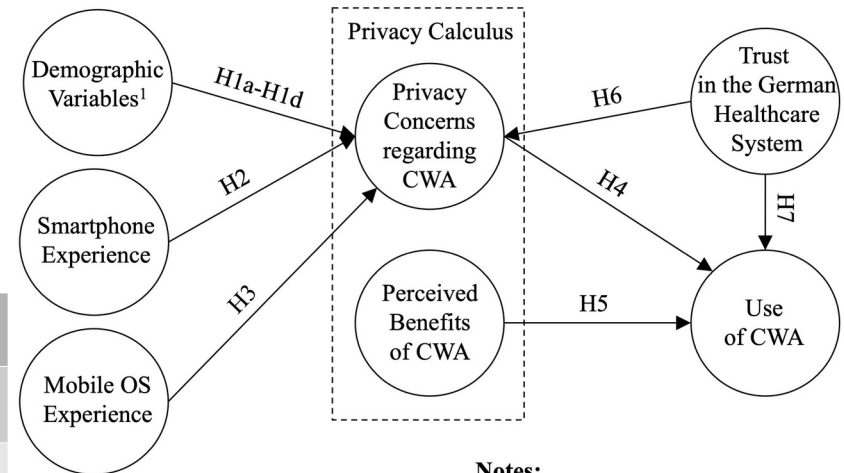 Privacy Calculus
Demographic
Variables¹
H1a-H1d
Privacy
Concerns
regarding
CWA
H6
Trust
in the German
Healthcare
System
H2
H4
H7
Smartphone
Experience
H3
Perceived
Benefits
of CWA
H5
Use
of CWA
Mobile OS
Experience
Notes: